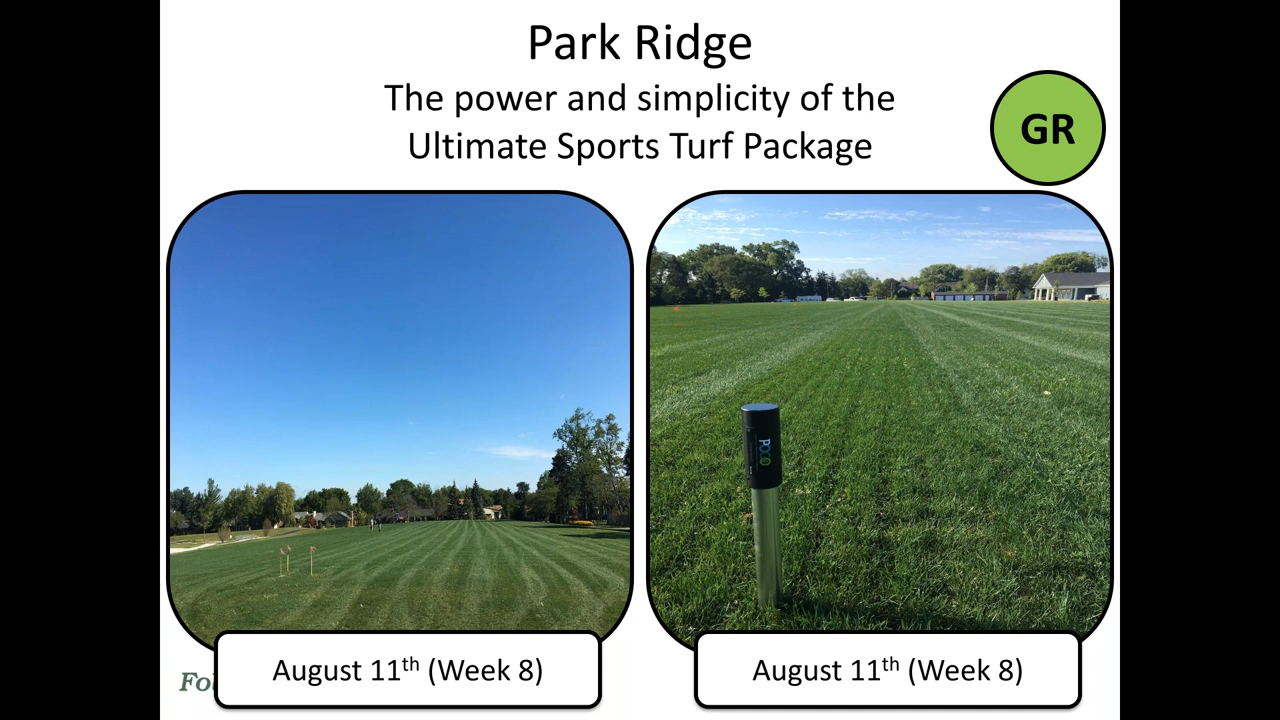 Park Ridge
The power and simplicity of the
Ultimate Sports Turf Package
GR
POGO
August 11th (Week 8)
August 11th (Week 8)